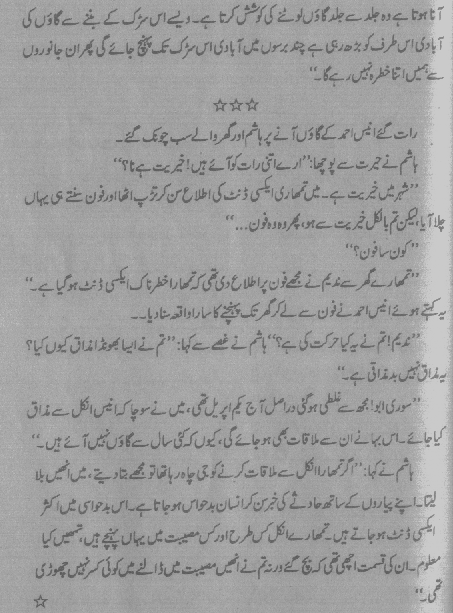 آنا ہوتا ہے وہ جلد سے جلد گاؤں لوٹنے کی کوشش کرتا ہے۔ ویسے اس سڑک کے بننے سے گاؤں کی
آبادی اس طرف کو بڑھ رہی ہے چند برسوں میں آبادی اس سڑک تک پہنچ جائے گی پھر ان جانوروں
سے ہمیں اتنا خطرہ نہیں رہے گا۔"
☆☆☆
رات گئے انیس احمد کے گاؤں آنے پر ہاشم اور گھر والے سب چونک گئے۔
ہاشم نے حیرت سے پوچھا: "ارے اتنی رات کو آئے ہیں! خیریت ہے نا؟"
"شہر میں خیریت ہے۔ میں تمھاری ایکسی ڈنٹ کی اطلاع سن کر تڑپ اٹھا اور فون سنتے ہی یہاں
چلا آیا، لیکن تم بالکل خیریت سے ہو، پھر وہ وہ فون..."
"کون سا فون؟"
"تمھارے گھر سے ندیم نے مجھے فون پر اطلاع دی تھی کہ تمھارا خطرناک ایکسی ڈنٹ ہو گیا ہے۔"
یہ کہتے ہوئے انیس احمد نے فون سے لے کر گھر تک پہنچنے کا سارا واقعہ سنا دیا۔۔
"ندیم! تم نے یہ کیا حرکت کی ہے؟" ہاشم نے غصے سے کہا: "تم نے ایسا بھونڈا مذاق کیوں کیا؟
یہ مذاق نہیں بدمذاقی ہے۔"
"سوری ابو! مجھ سے غلطی ہو گئی دراصل آج یکم اپریل تھی، میں نے سوچا کہ انیس انکل سے مذاق
کیا جائے۔ اس بہانے ان سے ملاقات بھی ہو جائے گی، کیوں کہ کئی سال سے گاؤں نہیں آئے ہیں۔"
ہاشم نے کہا: "اگر تمھارا انکل سے ملاقات کرنے کو جی چاہ رہا تھا تو مجھے بتا دیتے، میں انھیں بلا
لیتا۔ اپنے پیاروں کے ساتھ حادثے کی خبر سن کر انسان بدحواس ہو جاتا ہے۔ اس بدحواسی میں اکثر
ایکسی ڈنٹ ہو جاتے ہیں۔ تمھارے انکل کس طرح اور کس مصیبت میں یہاں پہنچے ہیں، تمھیں کیا
معلوم۔ ان کی قسمت اچھی تھی کہ بچ گئے ورنہ تم نے انھیں مصیبت میں ڈالنے میں کوئی کسر نہیں چھوڑی
تھی۔"
☆